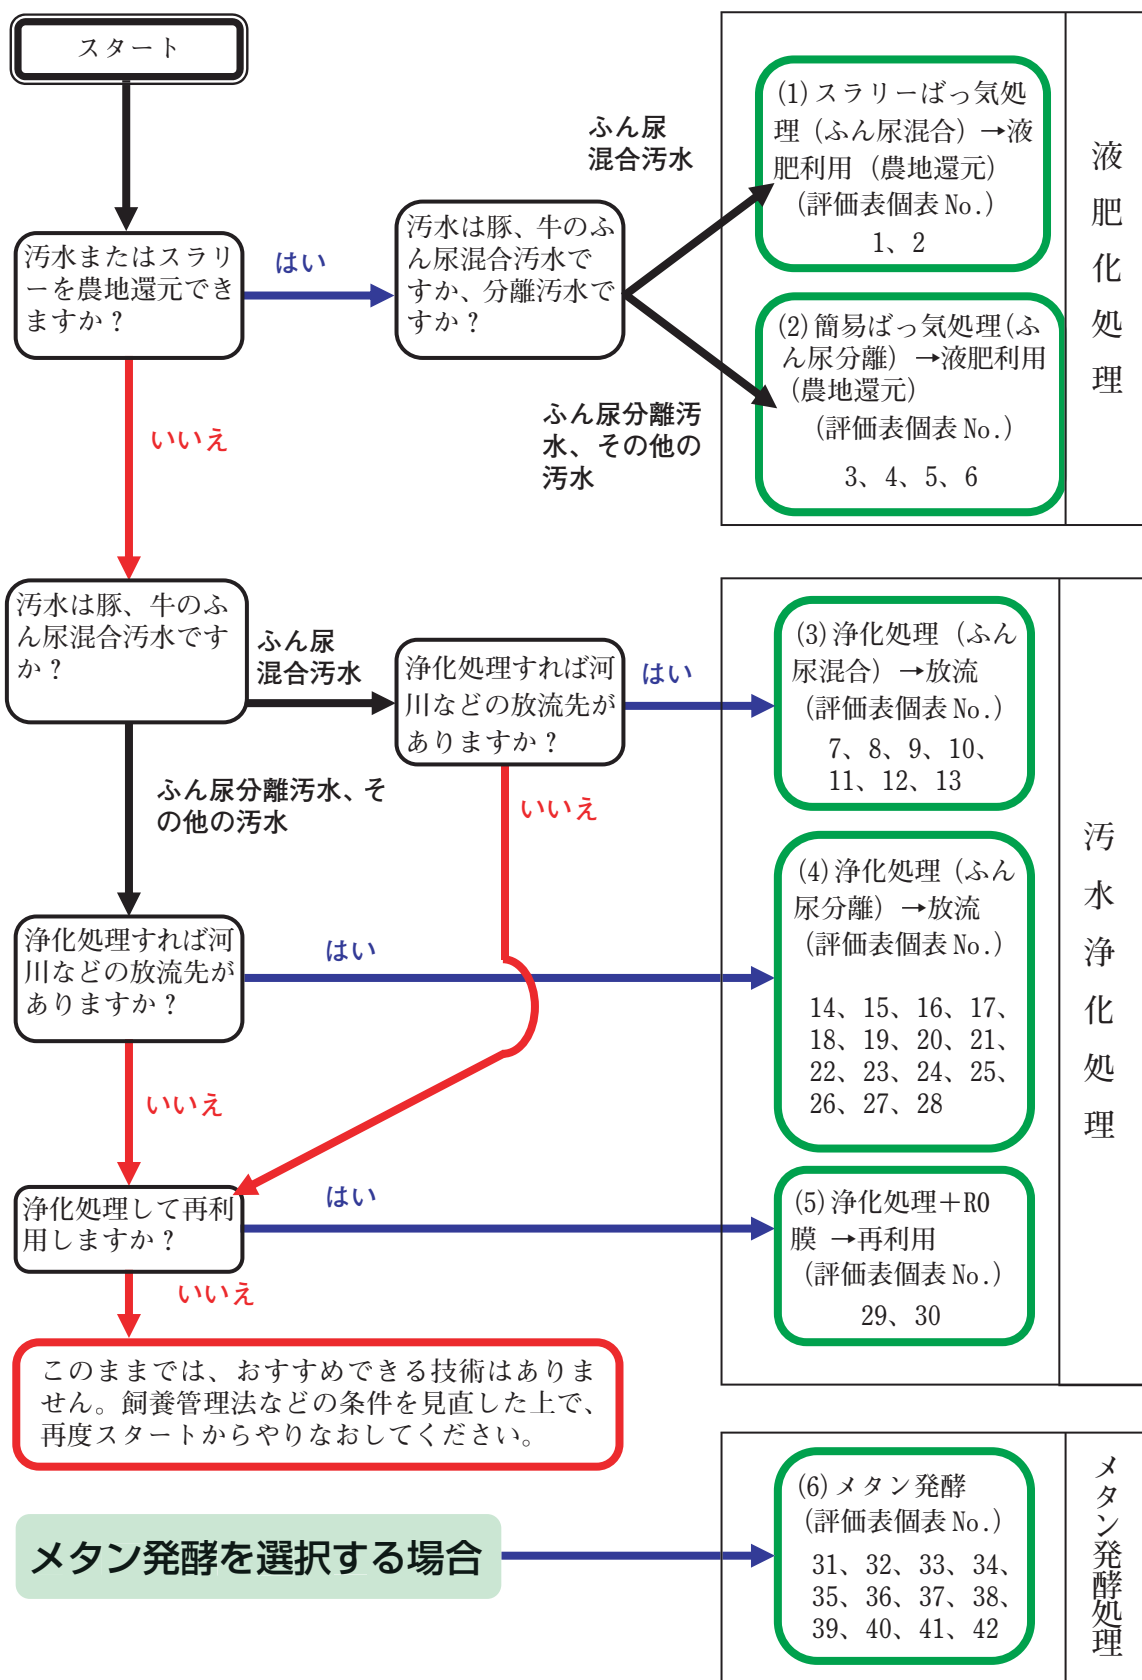 スタート
汚水またはスラリ
ーを農地還元でき
ますか？
はい
汚水は豚、牛のふ
ん尿混合汚水で
すか、分離汚水で
すか？
ふん尿
混合汚水
(1)スラリーばっ気処
理（ふん尿混合）→液
肥利用（農地還元）
（評価表個表 No.）
1、2
ふん尿分離汚
水、その他の
汚水
(2)簡易ばっ気処理(ふ
ん尿分離）→液肥利用
（農地還元）
（評価表個表 No.）
3、4、5、6
液肥化処理
いいえ
汚水は豚、牛のふ
ん尿混合汚水です
か？
ふん尿
混合汚水
浄化処理すれば河
川などの放流先が
ありますか？
はい
(3)浄化処理（ふん
尿混合）→放流
（評価表個表 No.）
7、8、9、10、
11、12、13
ふん尿分離汚水、そ
の他の汚水
いいえ
浄化処理すれば河
川などの放流先が
ありますか？
はい
(4)浄化処理（ふん
尿分離）→放流
（評価表個表 No.）
14、15、16、17、
18、19、20、21、
22、23、24、25、
26、27、28
汚水浄化処理
いいえ
浄化処理して再利
用しますか？
はい
(5)浄化処理＋RO
膜 →再利用
（評価表個表 No.）
29、30
いいえ
このままでは、おすすめできる技術はありま
せん。飼養管理法などの条件を見直した上で、
再度スタートからやりなおしてください。
メタン発酵を選択する場合
(6)メタン発酵
（評価表個表 No.）
31、32、33、34、
35、36、37、38、
39、40、41、42
メタン発酵処理